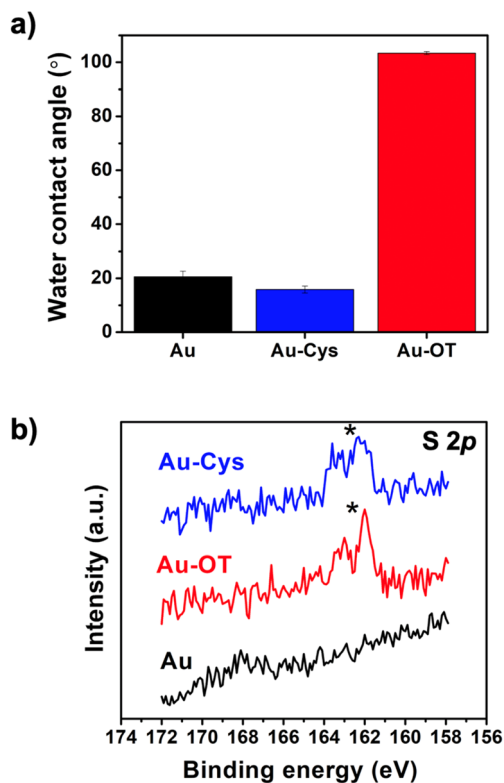 a)
Water contact angle (°)
100
80
60
40
20
0
Au
Au-Cys
Au-OT
b)
S 2p
*
Au-Cys
*
Au-OT
Au
Intensity (a.u.)
174 172 170 168 166 164 162 160 158 156
Binding energy (eV)